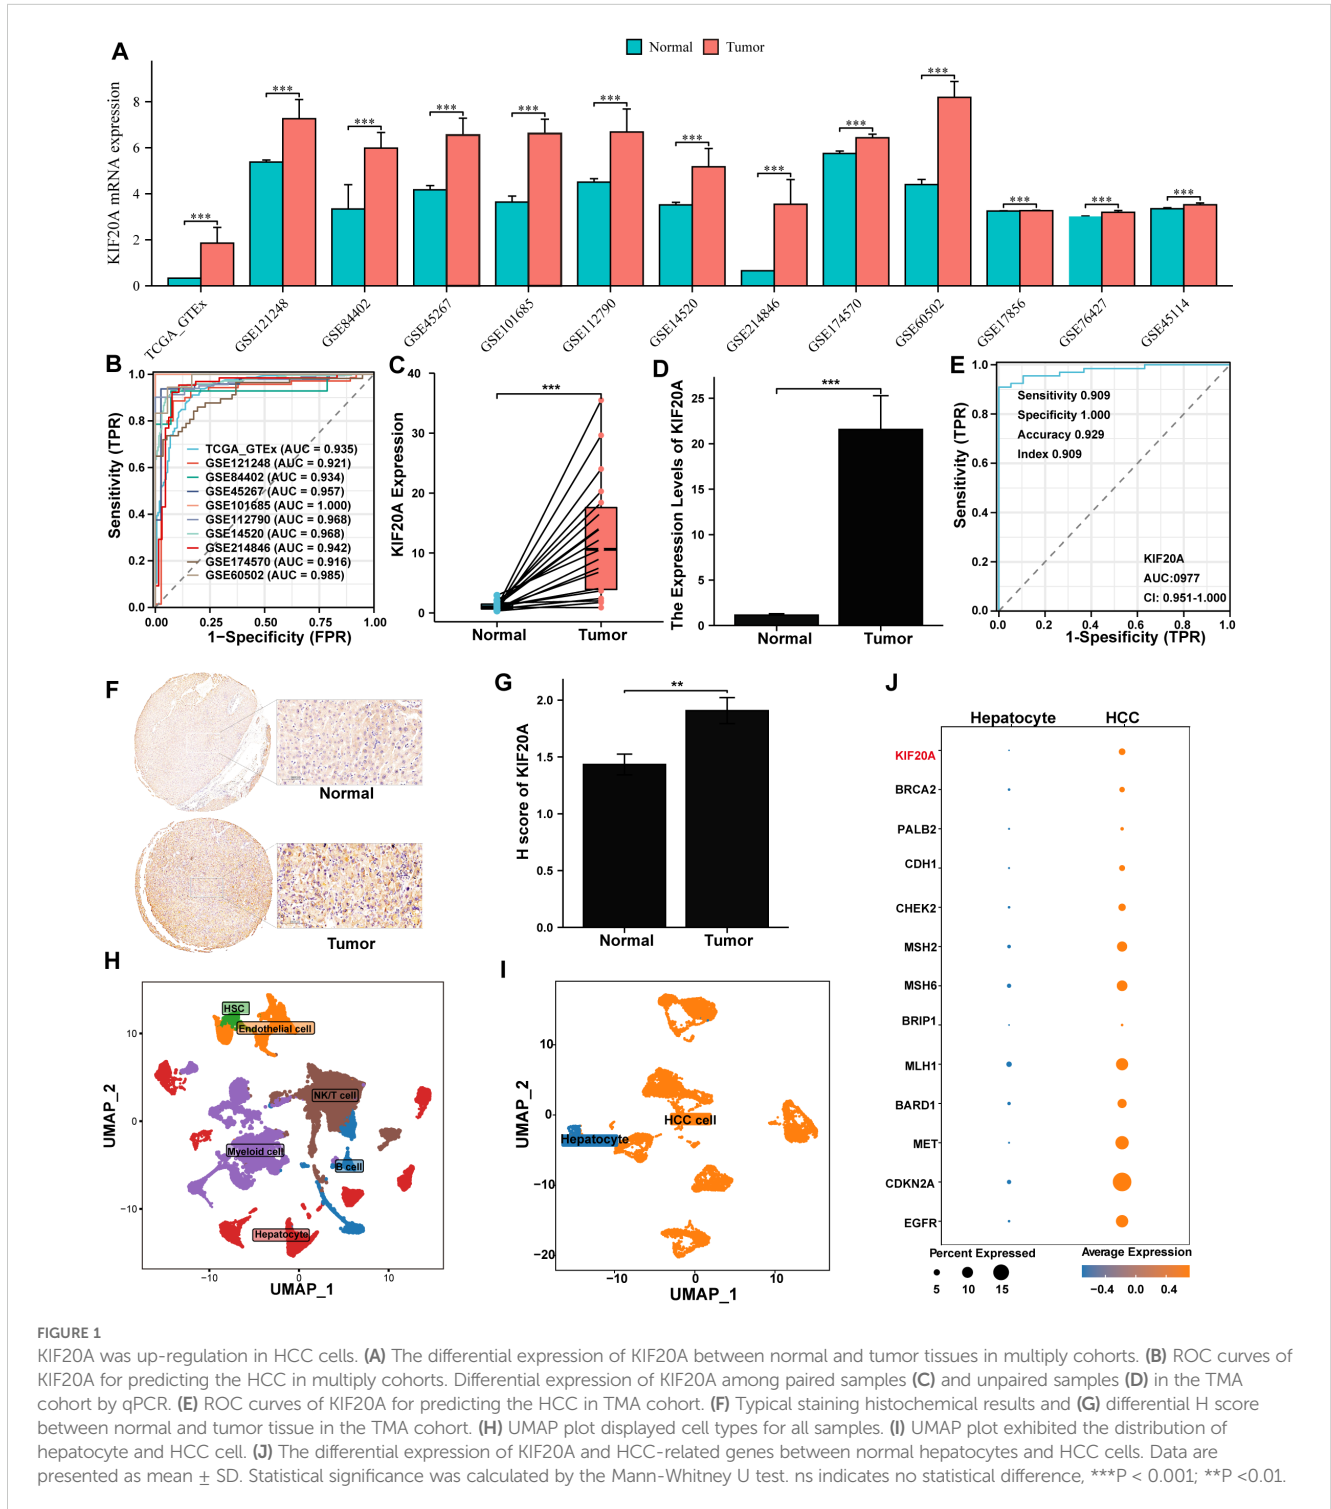 A
Normal Tumor
KIF20A mRNA expression
8
6
4
2
0
*** *** *** *** *** *** *** *** *** *** *** *** ***
TCGA_GTEx GSE121248 GSE84402 GSE45267 GSE101685 GSE112790 GSE14520 GSE214846 GSE174570 GSE60502 GSE17856 GSE76427 GSE45114
B
Sensitivity (TPR)
1.0
0.8
0.6
0.4
0.2
0.0
TCGA_GTEx (AUC = 0.935)
GSE121248 (AUC = 0.921)
GSE84402 (AUC = 0.934)
GSE45267 (AUC = 0.957)
GSE101685 (AUC = 1.000)
GSE112790 (AUC = 0.968)
GSE14520 (AUC = 0.968)
GSE214846 (AUC = 0.942)
GSE174570 (AUC = 0.916)
GSE60502 (AUC = 0.985)
0.00 0.25 0.50 0.75 1.00
1-Specificity (FPR)
C
KIF20A Expression
40
30
20
10
0
***
Normal Tumor
D
The Expression Levels of KIF20A
25
20
15
10
5
0
***
Normal Tumor
E
Sensitivity (TPR)
1.0
0.8
0.6
0.4
0.2
0.0
Sensitivity 0.909
Specificity 1.000
Accuracy 0.929
Index 0.909
KIF20A
AUC:0977
CI: 0.951-1.000
0.0 0.2 0.4 0.6 0.8 1.0
1-Spesificity (TPR)
F
Normal
Tumor
G
H score of KIF20A
2.0
1.5
1.0
0.5
0.0
**
Normal Tumor
H
UMAP_2
10
0
−10
HSC
Endothelial cell
NK/T cell
Myeloid cell
B cell
Hepatocyte
−10 0 10
UMAP_1
I
UMAP_2
10
0
−10
−20
HCC cell
Hepatocyte
−10 0 10
UMAP_1
J
Hepatocyte HCC
KIF20A
BRCA2
PALB2
CDH1
CHEK2
MSH2
MSH6
BRIP1
MLH1
BARD1
MET
CDKN2A
EGFR
Percent Expressed
5 10 15
Average Expression
−0.4 0.0 0.4
FIGURE 1
KIF20A was up-regulation in HCC cells. (A) The differential expression of KIF20A between normal and tumor tissues in multiply cohorts. (B) ROC curves of
KIF20A for predicting the HCC in multiply cohorts. Differential expression of KIF20A among paired samples (C) and unpaired samples (D) in the TMA
cohort by qPCR. (E) ROC curves of KIF20A for predicting the HCC in TMA cohort. (F) Typical staining histochemical results and (G) differential H score
between normal and tumor tissue in the TMA cohort. (H) UMAP plot displayed cell types for all samples. (I) UMAP plot exhibited the distribution of
hepatocyte and HCC cell. (J) The differential expression of KIF20A and HCC-related genes between normal hepatocytes and HCC cells. Data are
presented as mean ± SD. Statistical significance was calculated by the Mann-Whitney U test. ns indicates no statistical difference, ***P < 0.001; **P <0.01.